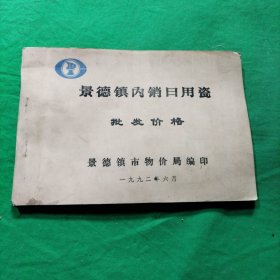 景德镇内销日用瓷
批发价格
景德镇市物价局编印
一九九二年六月